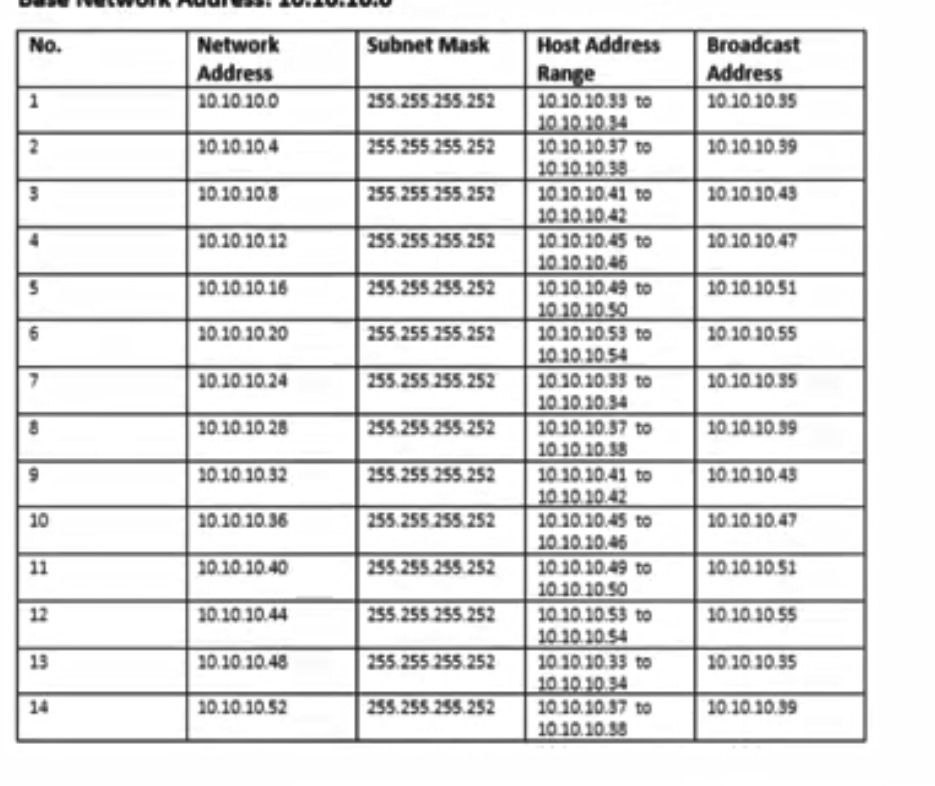 Base Network Address: 10.10.10.0
No. Network Subnet Mask Host Address Broadcast
Address Range Address
1 10.10.10.0 255.255.255.252 10.10.10.33 to 10.10.10.35
10.10.10.34
2 10.10.10.4 255.255.255.252 10.10.10.37 to 10.10.10.39
10.10.10.38
3 10.10.10.8 255.255.255.252 10.10.10.41 to 10.10.10.43
10.10.10.42
4 10.10.10.12 255.255.255.252 10.10.10.45 to 10.10.10.47
10.10.10.46
5 10.10.10.16 255.255.255.252 10.10.10.49 to 10.10.10.51
10.10.10.50
6 10.10.10.20 255.255.255.252 10.10.10.53 to 10.10.10.55
10.10.10.54
7 10.10.10.24 255.255.255.252 10.10.10.33 to 10.10.10.35
10.10.10.34
8 10.10.10.28 255.255.255.252 10.10.10.37 to 10.10.10.39
10.10.10.38
9 10.10.10.32 255.255.255.252 10.10.10.41 to 10.10.10.43
10.10.10.42
10 10.10.10.36 255.255.255.252 10.10.10.45 to 10.10.10.47
10.10.10.46
11 10.10.10.40 255.255.255.252 10.10.10.49 to 10.10.10.51
10.10.10.50
12 10.10.10.44 255.255.255.252 10.10.10.53 to 10.10.10.55
10.10.10.54
13 10.10.10.48 255.255.255.252 10.10.10.33 to 10.10.10.35
10.10.10.34
14 10.10.10.52 255.255.255.252 10.10.10.37 to 10.10.10.39
10.10.10.38